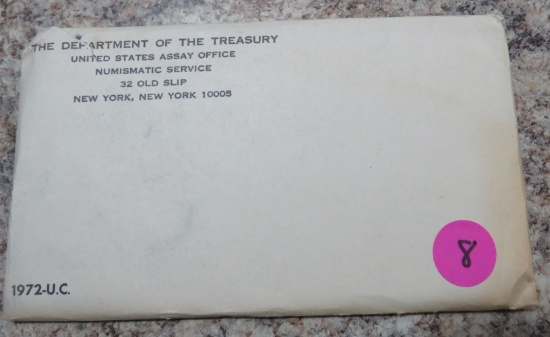 THE DEPARTMENT OF THE TREASURY
UNITED STATES ASSAY OFFICE
NUMISMATIC SERVICE
32 OLD SLIP
NEW YORK, NEW YORK 10005
8
1972-U.C.